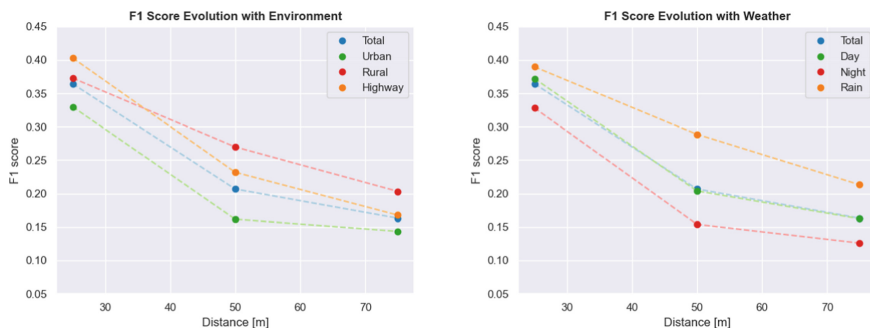 F1 Score Evolution with Environment
0.45
0.40
0.35
0.30
0.25
0.20
0.15
0.10
0.05
F1 score
Total
Urban
Rural
Highway
30 40 50 60 70
Distance [m]
F1 Score Evolution with Weather
0.45
0.40
0.35
0.30
0.25
0.20
0.15
0.10
0.05
F1 score
Total
Day
Night
Rain
30 40 50 60 70
Distance [m]